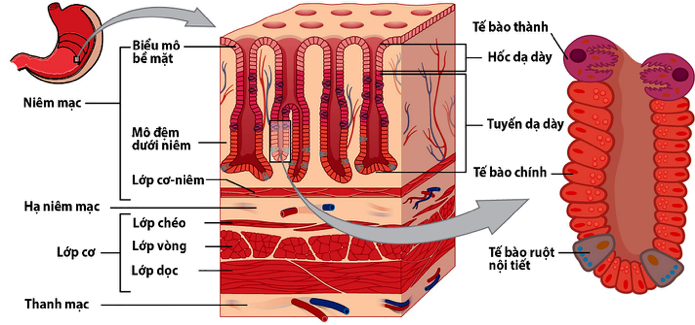 Niêm mạc
Biểu mô
bề mặt
Mô đệm
dưới niêm
Lớp cơ-niêm
Hạ niêm mạc
Lớp cơ
Lớp chéo
Lớp vòng
Lớp dọc
Thanh mạc
Hốc dạ dày
Tuyến dạ dày
Tế bào thành
Tế bào chính
Tế bào ruột
nội tiết